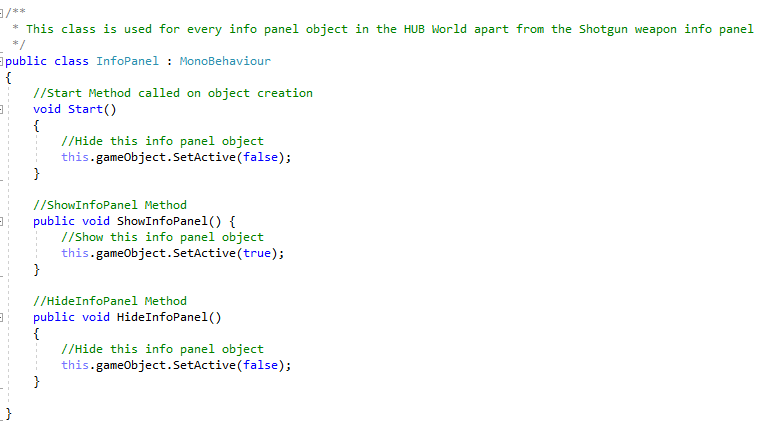 /**
 * This class is used for every info panel object in the HUB World apart from the Shotgun weapon info panel
 */
public class InfoPanel : MonoBehaviour
{
    //Start Method called on object creation
    void Start()
    {
        //Hide this info panel object
        this.gameObject.SetActive(false);
    }

    //ShowInfoPanel Method
    public void ShowInfoPanel() {
        //Show this info panel object
        this.gameObject.SetActive(true);
    }

    //HideInfoPanel Method
    public void HideInfoPanel()
    {
        //Hide this info panel object
        this.gameObject.SetActive(false);
    }

}